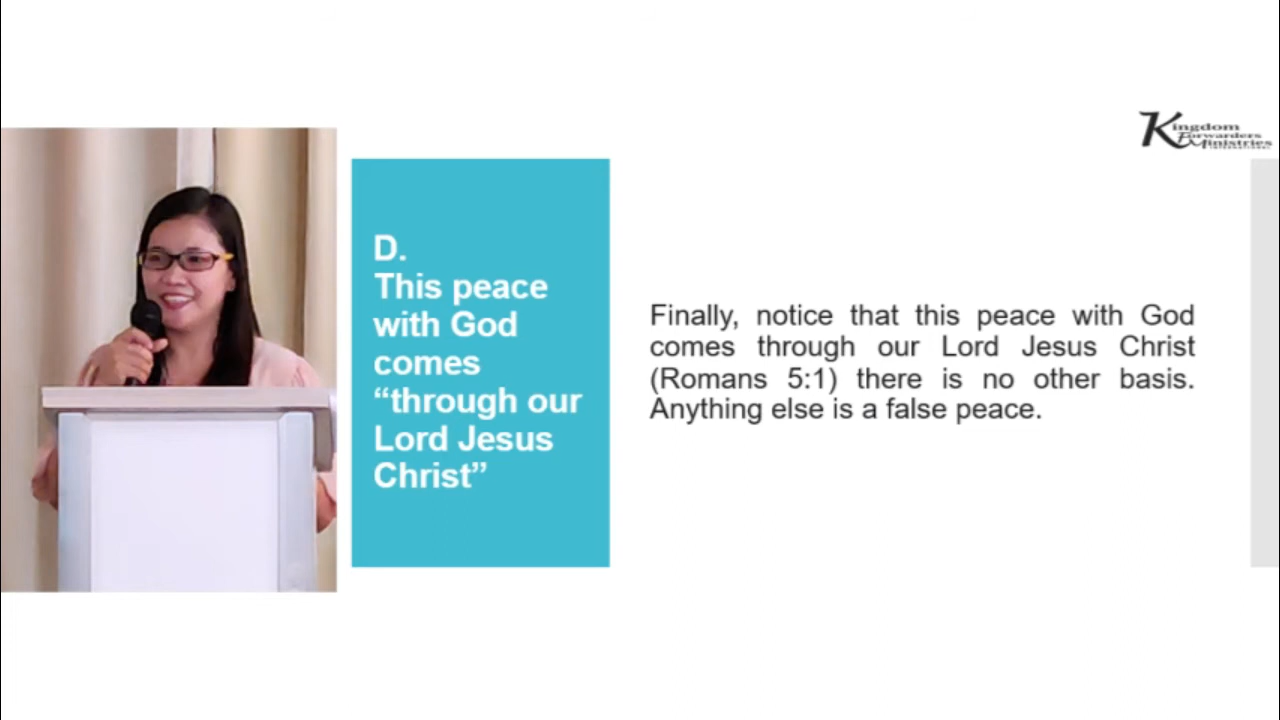 Kingdom
Forwarders
Ministries
INTERNATIONAL
D.
This peace
with God
comes
“through our
Lord Jesus
Christ”
Finally, notice that this peace with God
comes through our Lord Jesus Christ
(Romans 5:1) there is no other basis.
Anything else is a false peace.